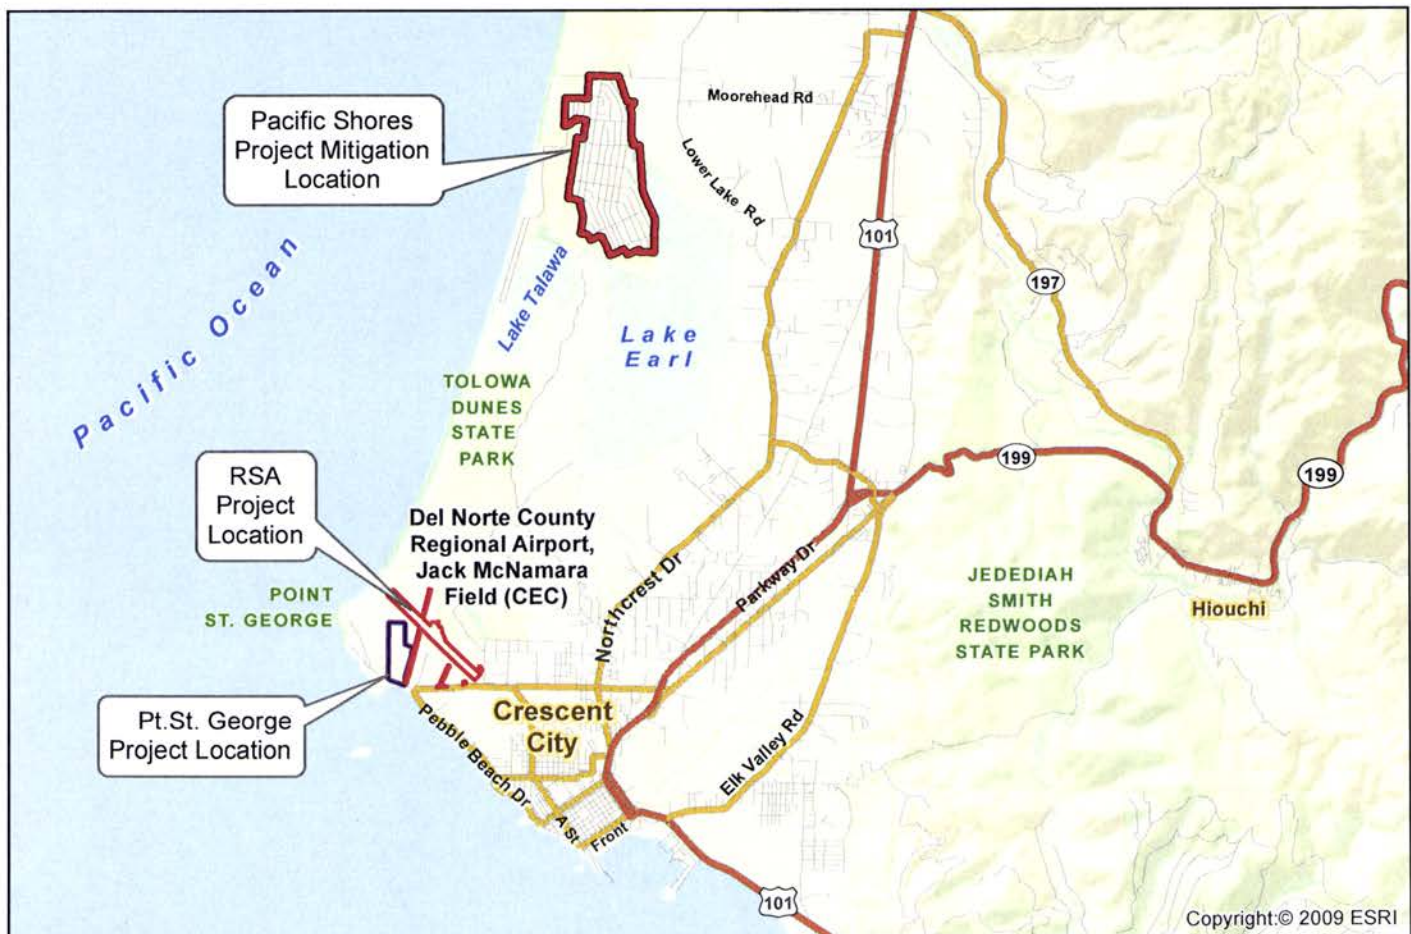 Pacific Shores
Project Mitigation
Location
Moorehead Rd
Lower Lake Rd
101
197
Pacific Ocean
Lake Talawa
Lake
Earl
TOLOWA
DUNES
STATE
PARK
199
199
RSA
Project
Location
Del Norte County
Regional Airport,
Jack McNamara
Field (CEC)
POINT
ST. GEORGE
Northcrest Dr
Parkway Dr
JEDEDIAH
SMITH
REDWOODS
STATE PARK
Hiouchi
Pt.St. George
Project Location
Crescent
City
Pebble Beach Dr
Elk Valley Rd
A St
Front
101
Copyright:© 2009 ESRI